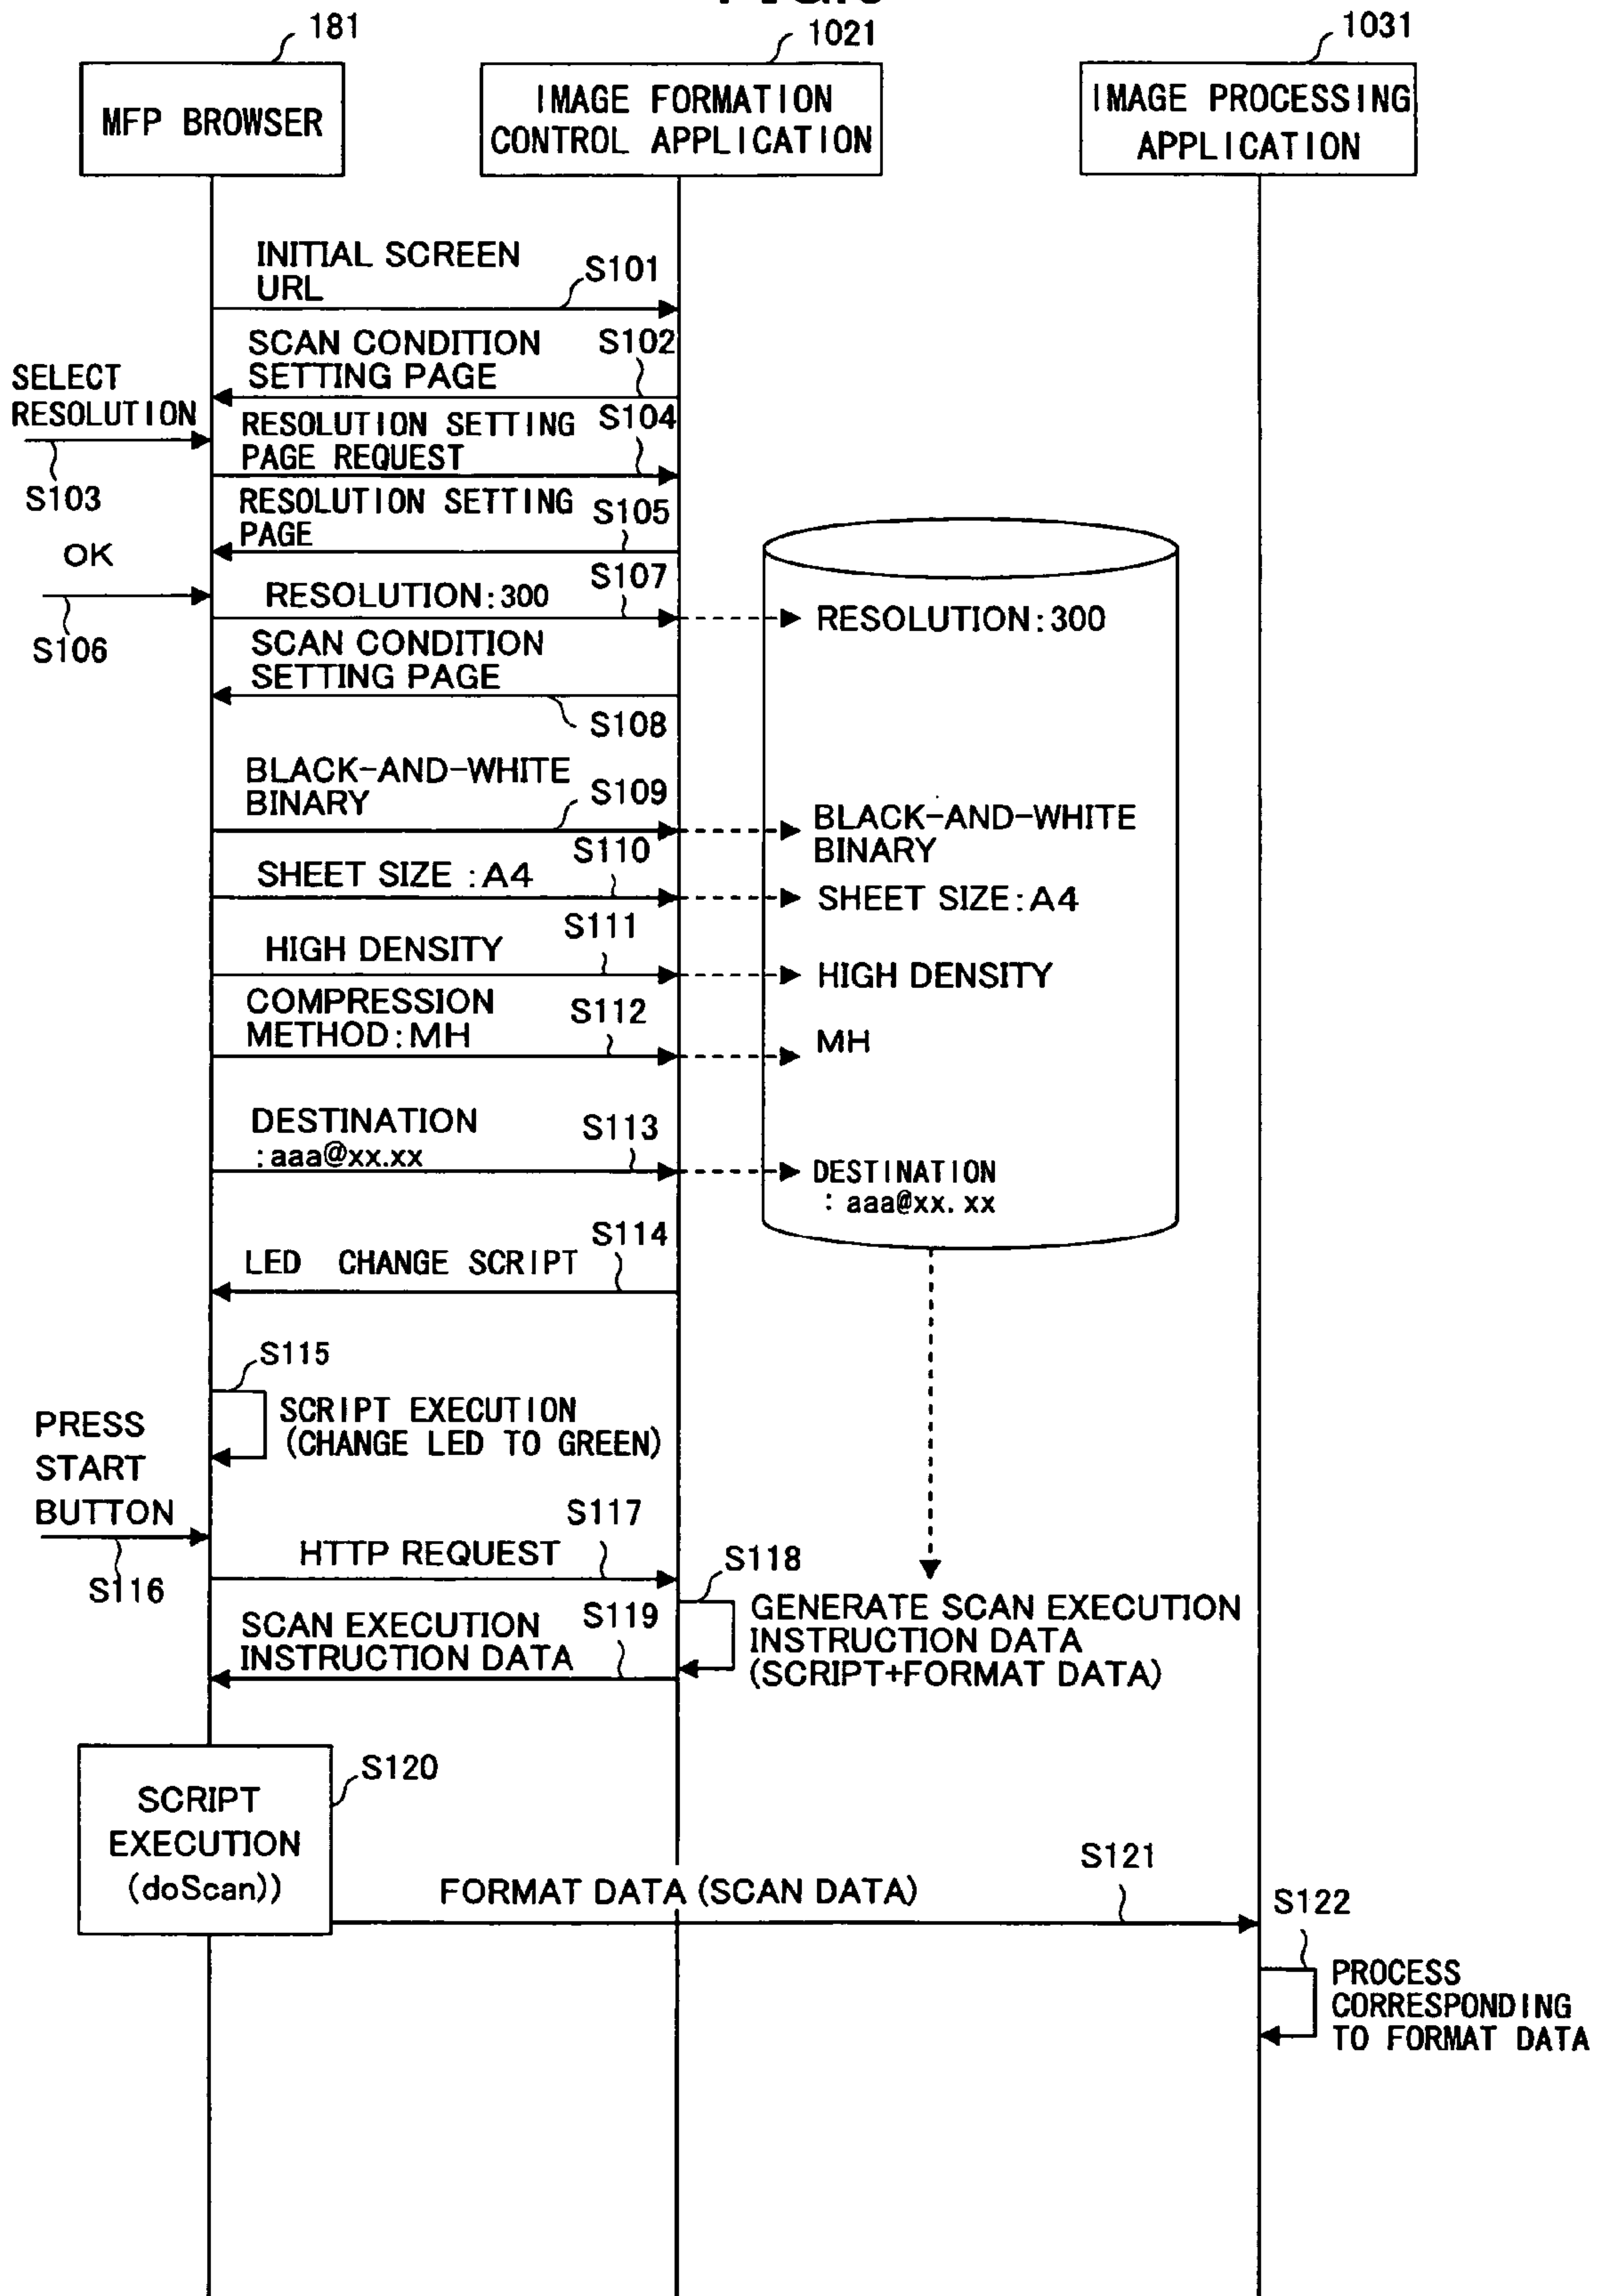 181
1021
1031
MFP BROWSER
IMAGE FORMATION
CONTROL APPLICATION
IMAGE PROCESSING
APPLICATION
INITIAL SCREEN
URL
S101
SCAN CONDITION
SETTING PAGE
S102
SELECT
RESOLUTION
S103
RESOLUTION SETTING
PAGE REQUEST
S104
RESOLUTION SETTING
PAGE
S105
OK
S106
RESOLUTION:300
S107
RESOLUTION:300
SCAN CONDITION
SETTING PAGE
S108
BLACK-AND-WHITE
BINARY
S109
BLACK-AND-WHITE
BINARY
SHEET SIZE :A4
S110
SHEET SIZE:A4
HIGH DENSITY
S111
HIGH DENSITY
COMPRESSION
METHOD:MH
S112
MH
DESTINATION
:aaa@xx.xx
S113
DESTINATION
: aaa@xx. xx
LED CHANGE SCRIPT
S114
S115
SCRIPT EXECUTION
(CHANGE LED TO GREEN)
PRESS
START
BUTTON
S116
HTTP REQUEST
S117
S118
GENERATE SCAN EXECUTION
INSTRUCTION DATA
(SCRIPT+FORMAT DATA)
SCAN EXECUTION
INSTRUCTION DATA
S119
SCRIPT
EXECUTION
(doScan))
S120
FORMAT DATA (SCAN DATA)
S121
S122
PROCESS
CORRESPONDING
TO FORMAT DATA